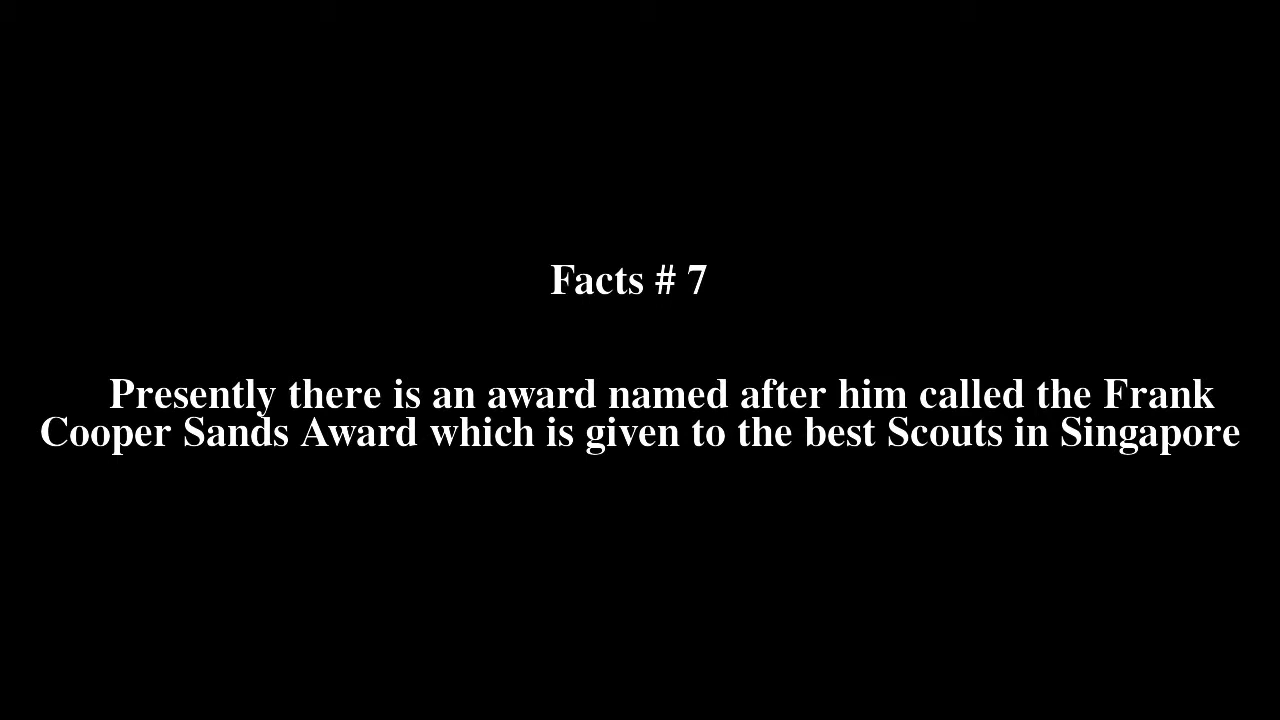 Facts # 7
Presently there is an award named after him called the Frank
Cooper Sands Award which is given to the best Scouts in Singapore